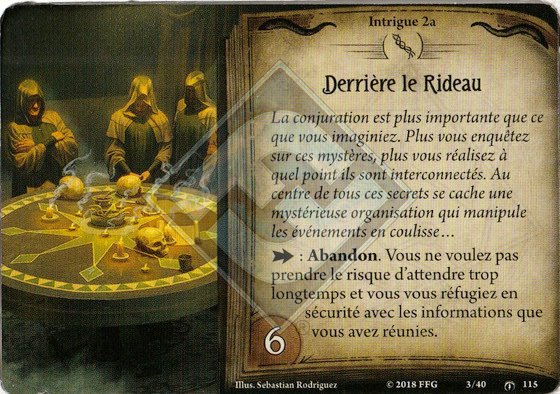 Intrigue 2a
Derrière le Rideau
La conjuration est plus importante que ce
que vous imaginiez. Plus vous enquêtez
sur ces mystères, plus vous réalisez à
quel point ils sont interconnectés. Au
centre de tous ces secrets se cache une
mystérieuse organisation qui manipule
les événements en coulisse…
: Abandon. Vous ne voulez pas
prendre le risque d'attendre trop
longtemps et vous vous réfugiez en
sécurité avec les informations que
vous avez réunies.
6
Illus. Sebastian Rodriguez © 2018 FFG 3/40 115